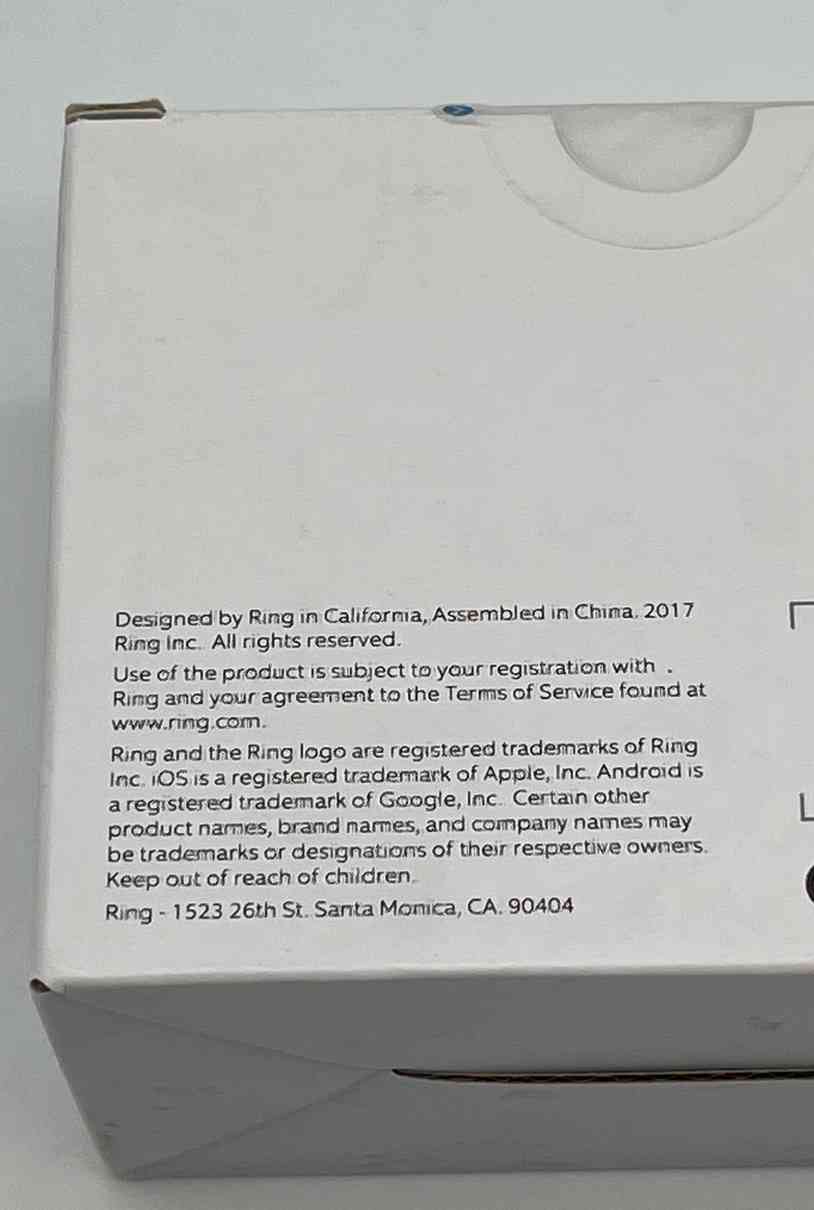 Designed by Ring in California, Assembled in China. 2017
Ring Inc. All rights reserved.
Use of the product is subject to your registration with .
Ring and your agreement to the Terms of Service found at
www.ring.com.
Ring and the Ring logo are registered trademarks of Ring
Inc. iOS is a registered trademark of Apple, Inc. Android is
a registered trademark of Google, Inc. Certain other
product names, brand names, and company names may
be trademarks or designations of their respective owners.
Keep out of reach of children.
Ring - 1523 26th St. Santa Monica, CA. 90404